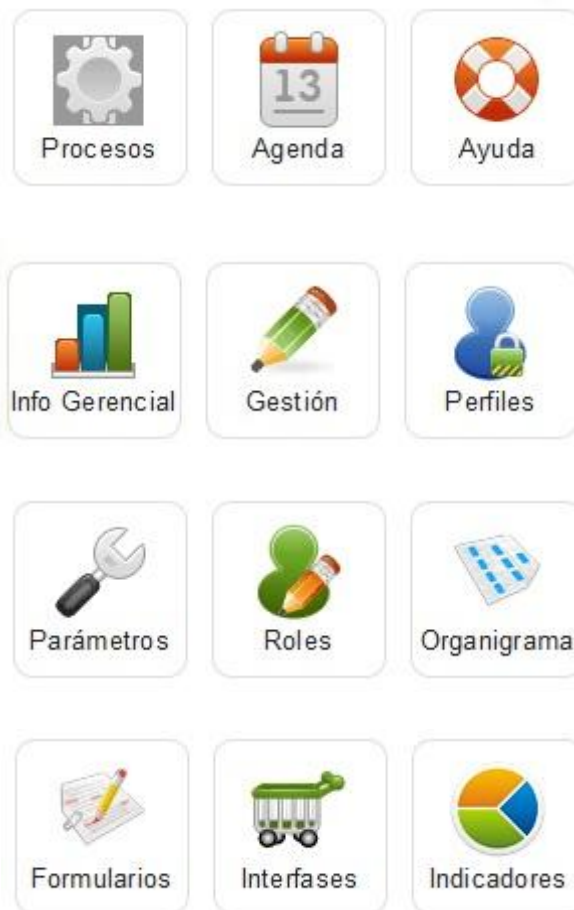 Procesos
13
Agenda
Ayuda
Info Gerencial
Gestión
Perfiles
Parámetros
Roles
Organigrama
Formularios
Interfases
Indicadores